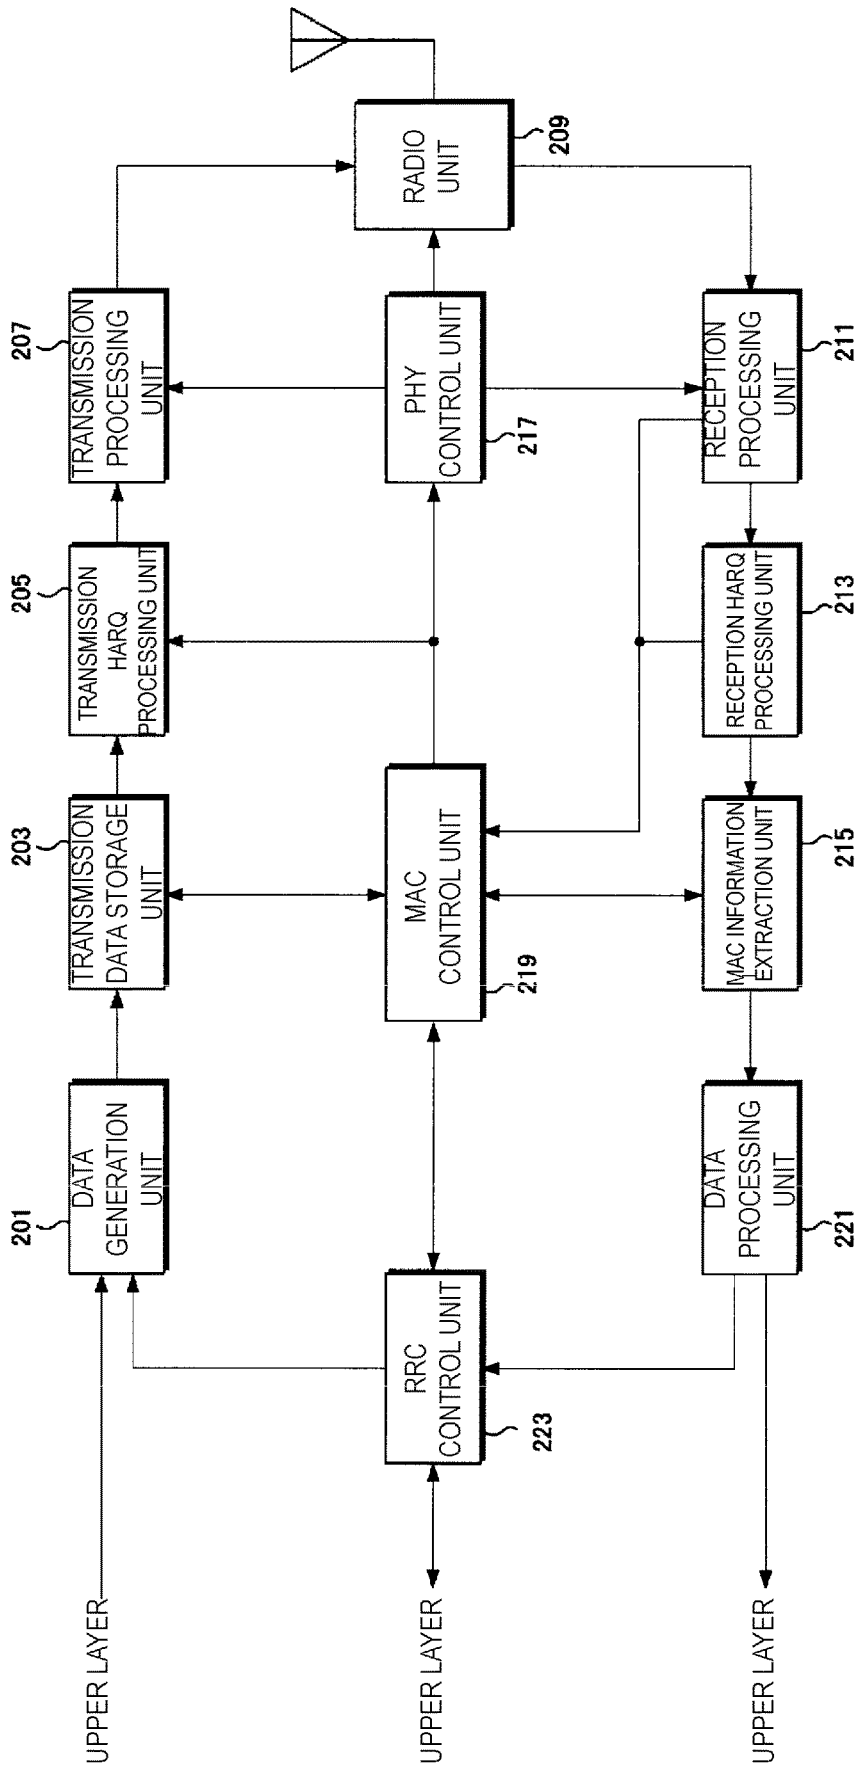 UPPER LAYER
201
DATA
GENERATION
UNIT
203
TRANSMISSION
DATA STORAGE
UNIT
205
TRANSMISSION
HARQ
PROCESSING UNIT
207
TRANSMISSION
PROCESSING
UNIT
UPPER LAYER
RRC
CONTROL UNIT
223
MAC
CONTROL UNIT
219
PHY
CONTROL UNIT
217
RADIO
UNIT
209
UPPER LAYER
DATA
PROCESSING
UNIT
221
MAC INFORMATION
EXTRACTION UNIT
215
RECEPTION HARQ
PROCESSING UNIT
213
RECEPTION
PROCESSING
UNIT
211